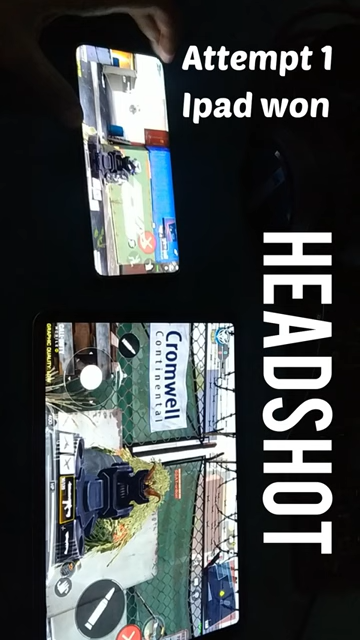 Attempt 1
Ipad won
HEADSHOT
Cromwell
Continental